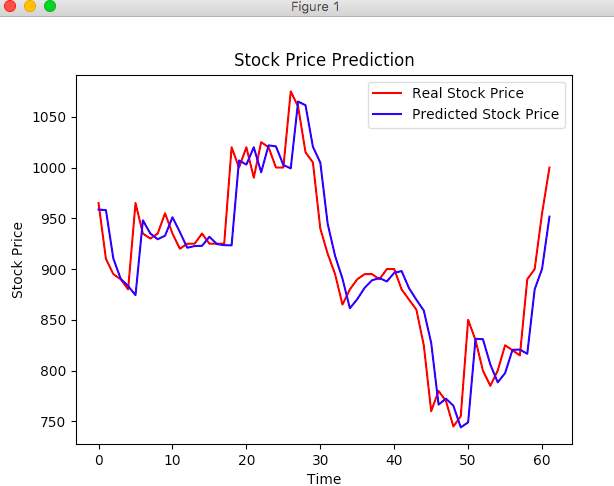 Figure 1
Stock Price Prediction
Real Stock Price
Predicted Stock Price
Stock Price
1050
1000
950
900
850
800
750
0 10 20 30 40 50 60
Time